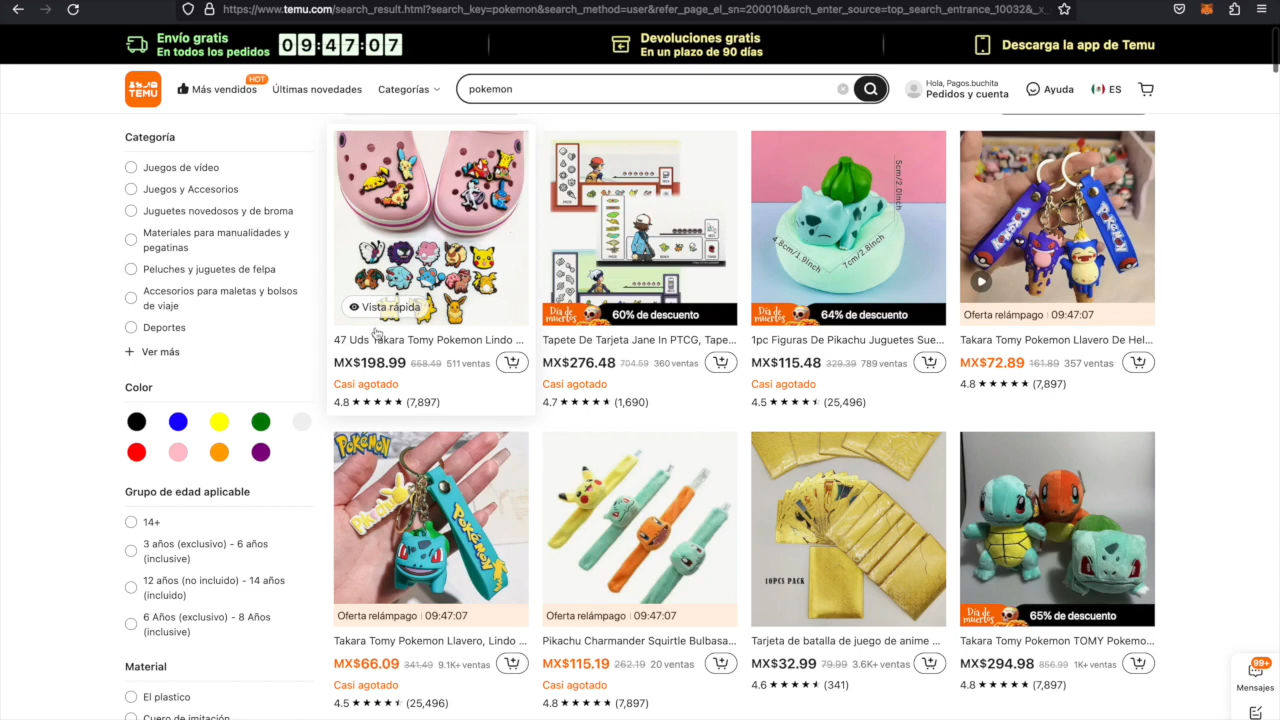 https://www.temu.com/search_result.html?search_key=pokemon&search_method=user&refer_page_el_sn=200010&srch_enter_source=top_search_entrance_10032&_x_
Envío gratis
En todos los pedidos
09:47:07
Devoluciones gratis
En un plazo de 90 días
Descarga la app de Temu
TEMU
Más vendidos
HOT
Últimas novedades
Categorías
pokemon
Hola, Pagos.buchita
Pedidos y cuenta
Ayuda
ES
Categoría
Juegos de vídeo
Juegos y Accesorios
Juguetes novedosos y de broma
Materiales para manualidades y
pegatinas
Peluches y juguetes de felpa
Accesorios para maletas y bolsos
de viaje
Deportes
Ver más
Color
Grupo de edad aplicable
14+
3 años (exclusivo) - 6 años
(inclusive)
12 años (no incluido) - 14 años
(incluido)
6 Años (exclusivo) - 8 Años
(inclusive)
Material
El plastico
Cuero de imitación
Vista rápida
47 Uds Takara Tomy Pokemon Lindo ...
MX$198.99 658.49 511 ventas
Casi agotado
4.8 (7,897)
Día de
muertos
60% de descuento
Tapete De Tarjeta Jane In PTCG, Tape...
MX$276.48 704.59 360 ventas
4.7 (1,690)
5cm/2.0Inch
4.8cm/1.9Inch
7cm/2.8Inch
Día de
muertos
64% de descuento
1pc Figuras De Pikachu Juguetes Sue...
MX$115.48 329.39 789 ventas
Casi agotado
4.5 (25,496)
Oferta relámpago 09:47:07
Takara Tomy Pokemon Llavero De Hel...
MX$72.89 161.89 357 ventas
4.8 (7,897)
POKéMON
Oferta relámpago 09:47:07
Takara Tomy Pokemon Llavero, Lindo ...
MX$66.09 341.49 9.1K+ventas
Casi agotado
4.5 (25,496)
Oferta relámpago 09:47:07
Pikachu Charmander Squirtle Bulbasa...
MX$115.19 262.19 20 ventas
Casi agotado
4.8 (7,897)
10PCS PACK
Tarjeta de batalla de juego de anime ...
MX$32.99 79.99 3.6K+ventas
4.6 (341)
Día de
muertos
65% de descuento
Takara Tomy Pokemon TOMY Pokemo...
MX$294.98 856.99 1K+ventas
4.8 (7,897)
99+
Mensajes